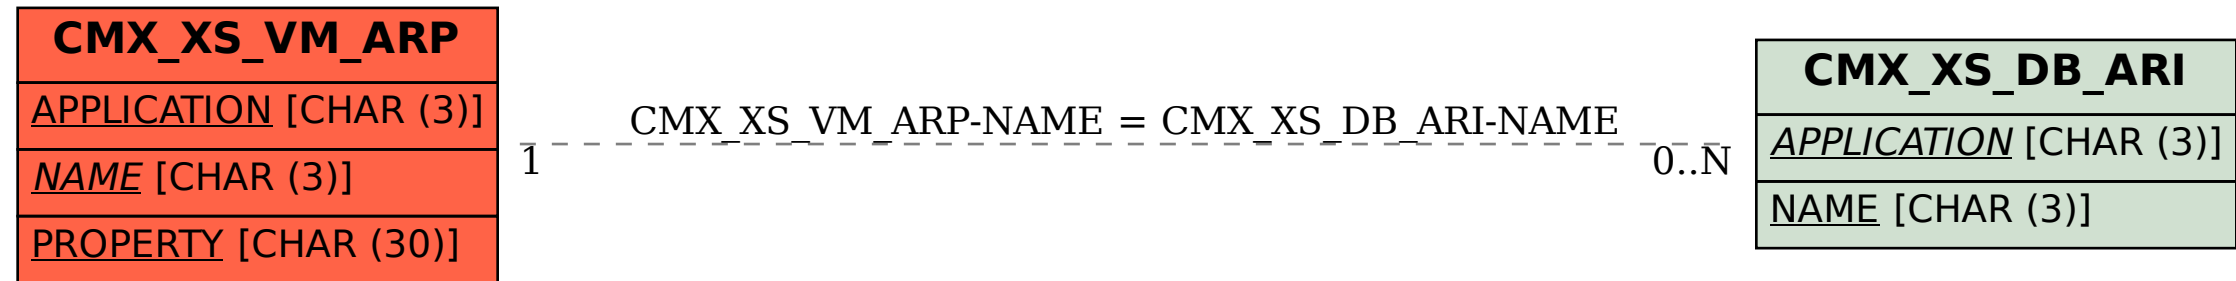 CMX_XS_VM_ARP
APPLICATION [CHAR (3)]
NAME [CHAR (3)]
PROPERTY [CHAR (30)]
CMX_XS_VM_ARP-NAME = CMX_XS_DB_ARI-NAME
1
0..N
CMX_XS_DB_ARI
APPLICATION [CHAR (3)]
NAME [CHAR (3)]